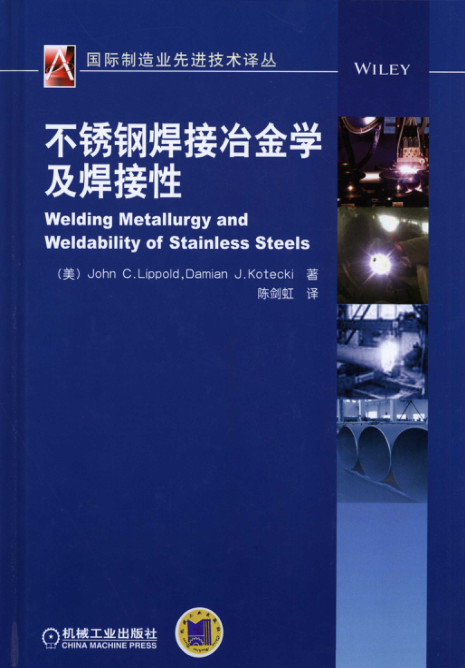 国际制造业先进技术译丛
WILEY
不锈钢焊接冶金学
及焊接性
Welding Metallurgy and
Weldability of Stainless Steels
（美）John C.Lippold,Damian J.Kotecki 著
陈剑虹 译
机械工业出版社
CHINA MACHINE PRESS